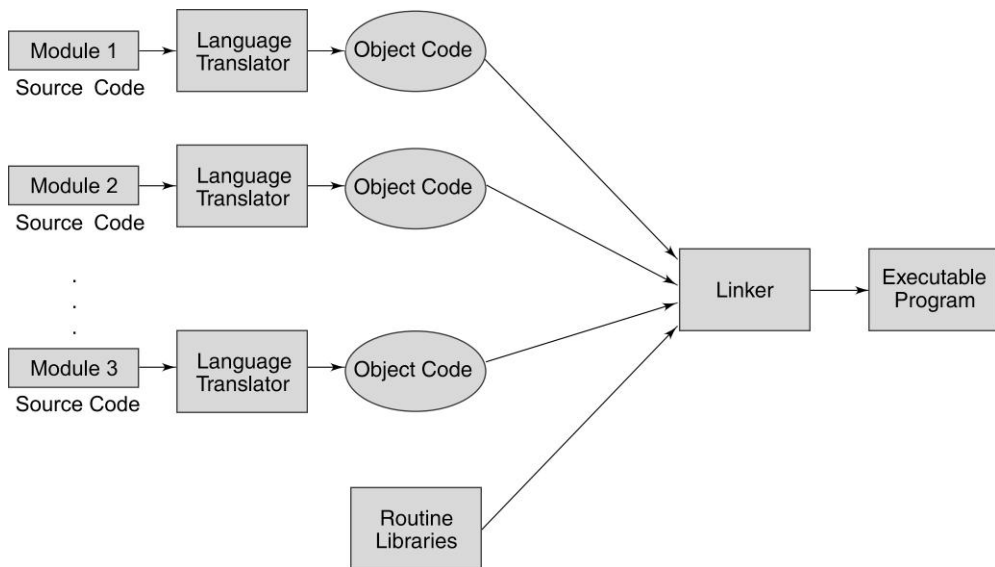 Module 1
Source Code
Language
Translator
Object Code
Module 2
Source Code
Language
Translator
Object Code
.
.
.
Module 3
Source Code
Language
Translator
Object Code
Routine
Libraries
Linker
Executable
Program